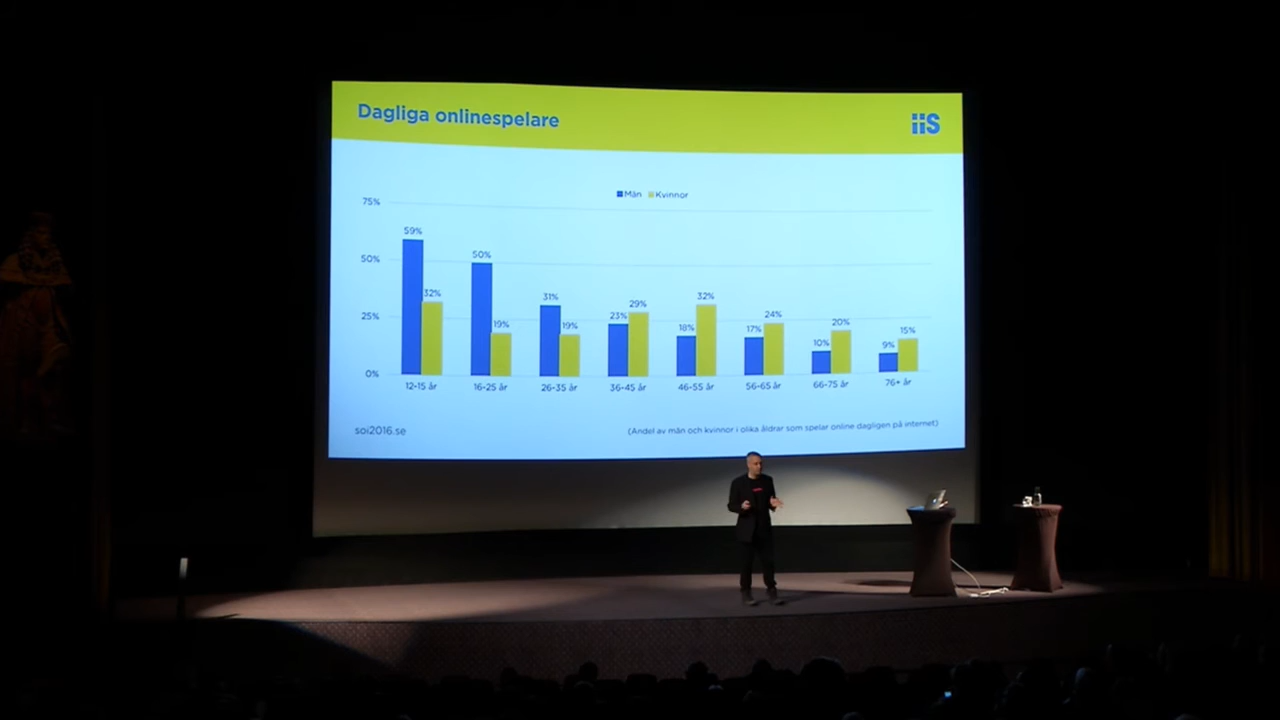 Dagliga onlinespelare
iis
Män Kvinnor
75%
50%
25%
0%
59%
32%
50%
19%
31%
19%
23%
29%
18%
32%
17%
24%
10%
20%
9%
15%
12-15 år
16-25 år
26-35 år
36-45 år
46-55 år
56-65 år
66-75 år
76+ år
soi2016.se
(Andel av män och kvinnor i olika åldrar som spelar online dagligen på internet)